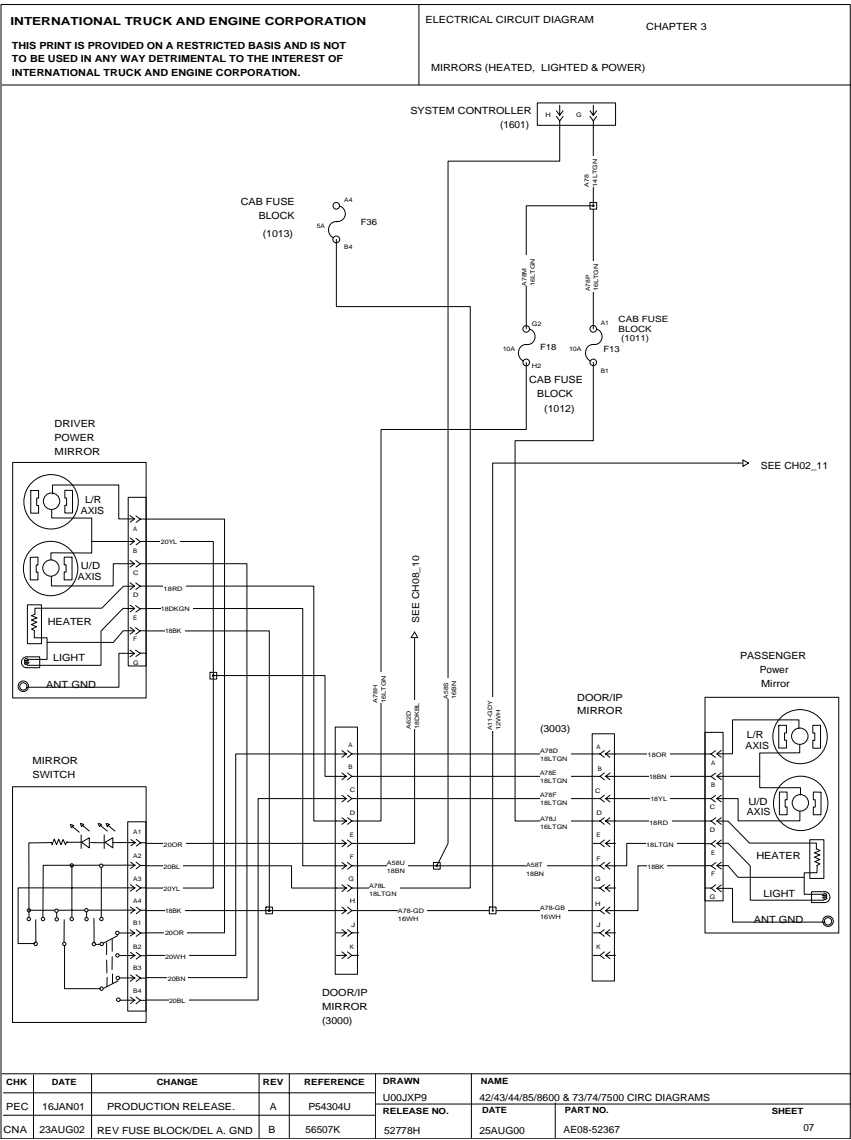 INTERNATIONAL TRUCK AND ENGINE CORPORATION
THIS PRINT IS PROVIDED ON A RESTRICTED BASIS AND IS NOT
TO BE USED IN ANY WAY DETRIMENTAL TO THE INTEREST OF
INTERNATIONAL TRUCK AND ENGINE CORPORATION.
ELECTRICAL CIRCUIT DIAGRAM
CHAPTER 3
MIRRORS (HEATED, LIGHTED & POWER)
SYSTEM CONTROLLER
(1601)
H
G
A78
14LTGN
CAB FUSE
BLOCK
(1013)
A4
5A
F36
B4
A78M
16LTGN
A78P
16LTGN
G2
10A
F18
H2
CAB FUSE
BLOCK
(1012)
A1
10A
F13
B1
CAB FUSE
BLOCK
(1011)
SEE CH02_11
DRIVER
POWER
MIRROR
L/R
AXIS
U/D
AXIS
HEATER
LIGHT
ANT GND
A
B
C
D
E
F
G
20YL
18RD
18DKGN
18BK
SEE CH08_10
A78H
16LTGN
A62D
18DKBL
A58S
16BN
A11-GDY
12WH
MIRROR
SWITCH
A1
A2
A3
A4
B1
B2
B3
B4
20OR
20BL
20YL
18BK
20OR
20WH
20BN
20BL
A
B
C
D
E
F
G
H
J
K
DOOR/IP
MIRROR
(3000)
A58U
18BN
A78L
18LTGN
A78-GD
16WH
DOOR/IP
MIRROR
(3003)
A78D
18LTGN
A78E
18LTGN
A78F
18LTGN
A78J
16LTGN
A58T
18BN
A78-GB
16WH
A
B
C
D
E
F
G
H
J
K
18OR
18BN
18YL
18RD
18LTGN
18BK
PASSENGER
Power
Mirror
A
B
C
D
E
F
G
L/R
AXIS
U/D
AXIS
HEATER
LIGHT
ANT GND
CHK DATE CHANGE REV REFERENCE
PEC 16JAN01 PRODUCTION RELEASE. A P54304U
CNA 23AUG02 REV FUSE BLOCK/DEL A. GND B 56507K
DRAWN
U00JXP9
RELEASE NO.
52778H
NAME
42/43/44/85/8600 & 73/74/7500 CIRC DIAGRAMS
DATE PART NO. SHEET
25AUG00 AE08-52367 07